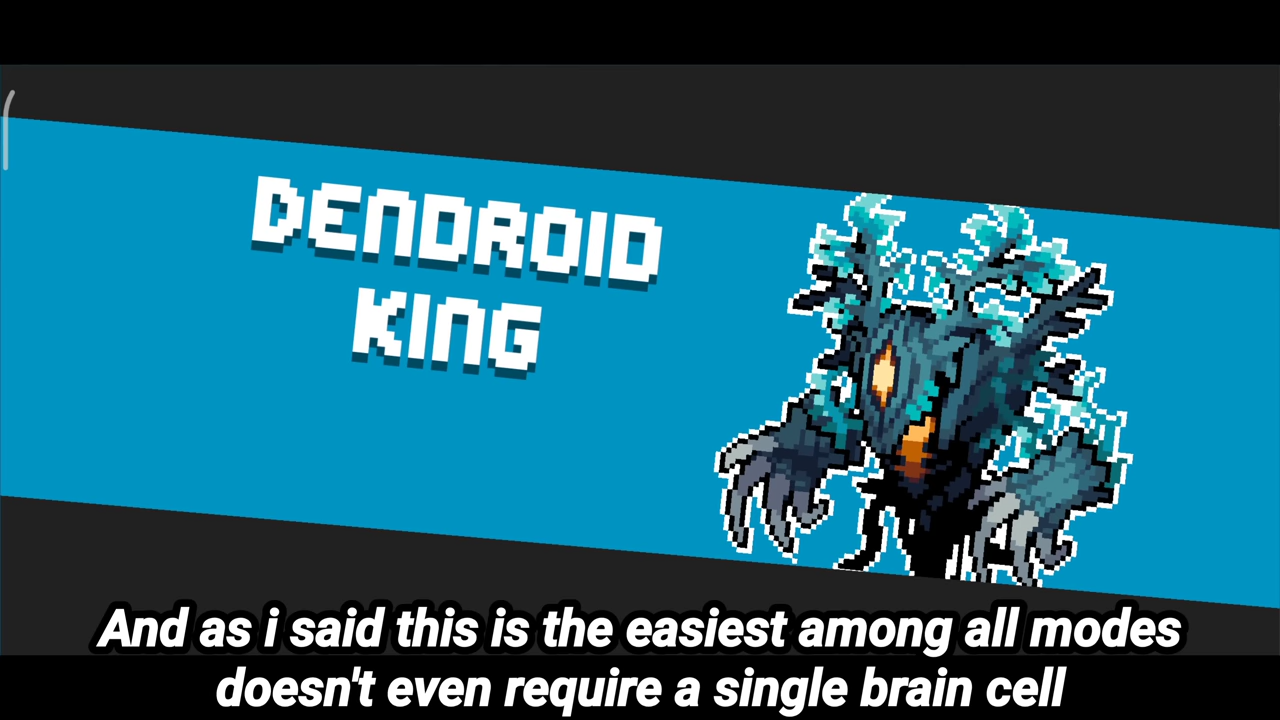 DENDROID
KING
And as i said this is the easiest among all modes
doesn't even require a single brain cell